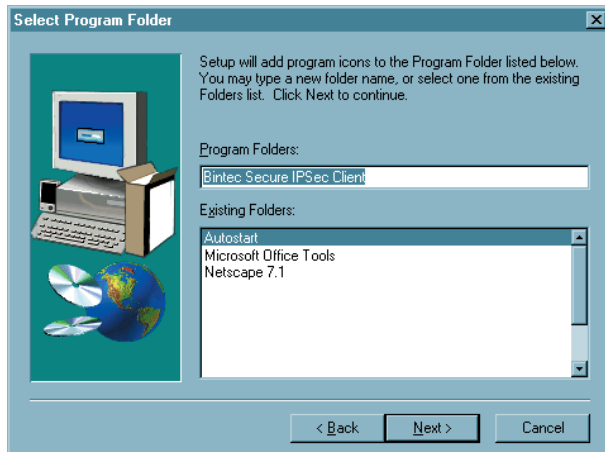 Select Program Folder
Setup will add program icons to the Program Folder listed below.
You may type a new folder name, or select one from the existing
Folders list. Click Next to continue.
Program Folders:
Bintec Secure IPSec Client
Existing Folders:
Autostart
Microsoft Office Tools
Netscape 7.1
< Back
Next >
Cancel